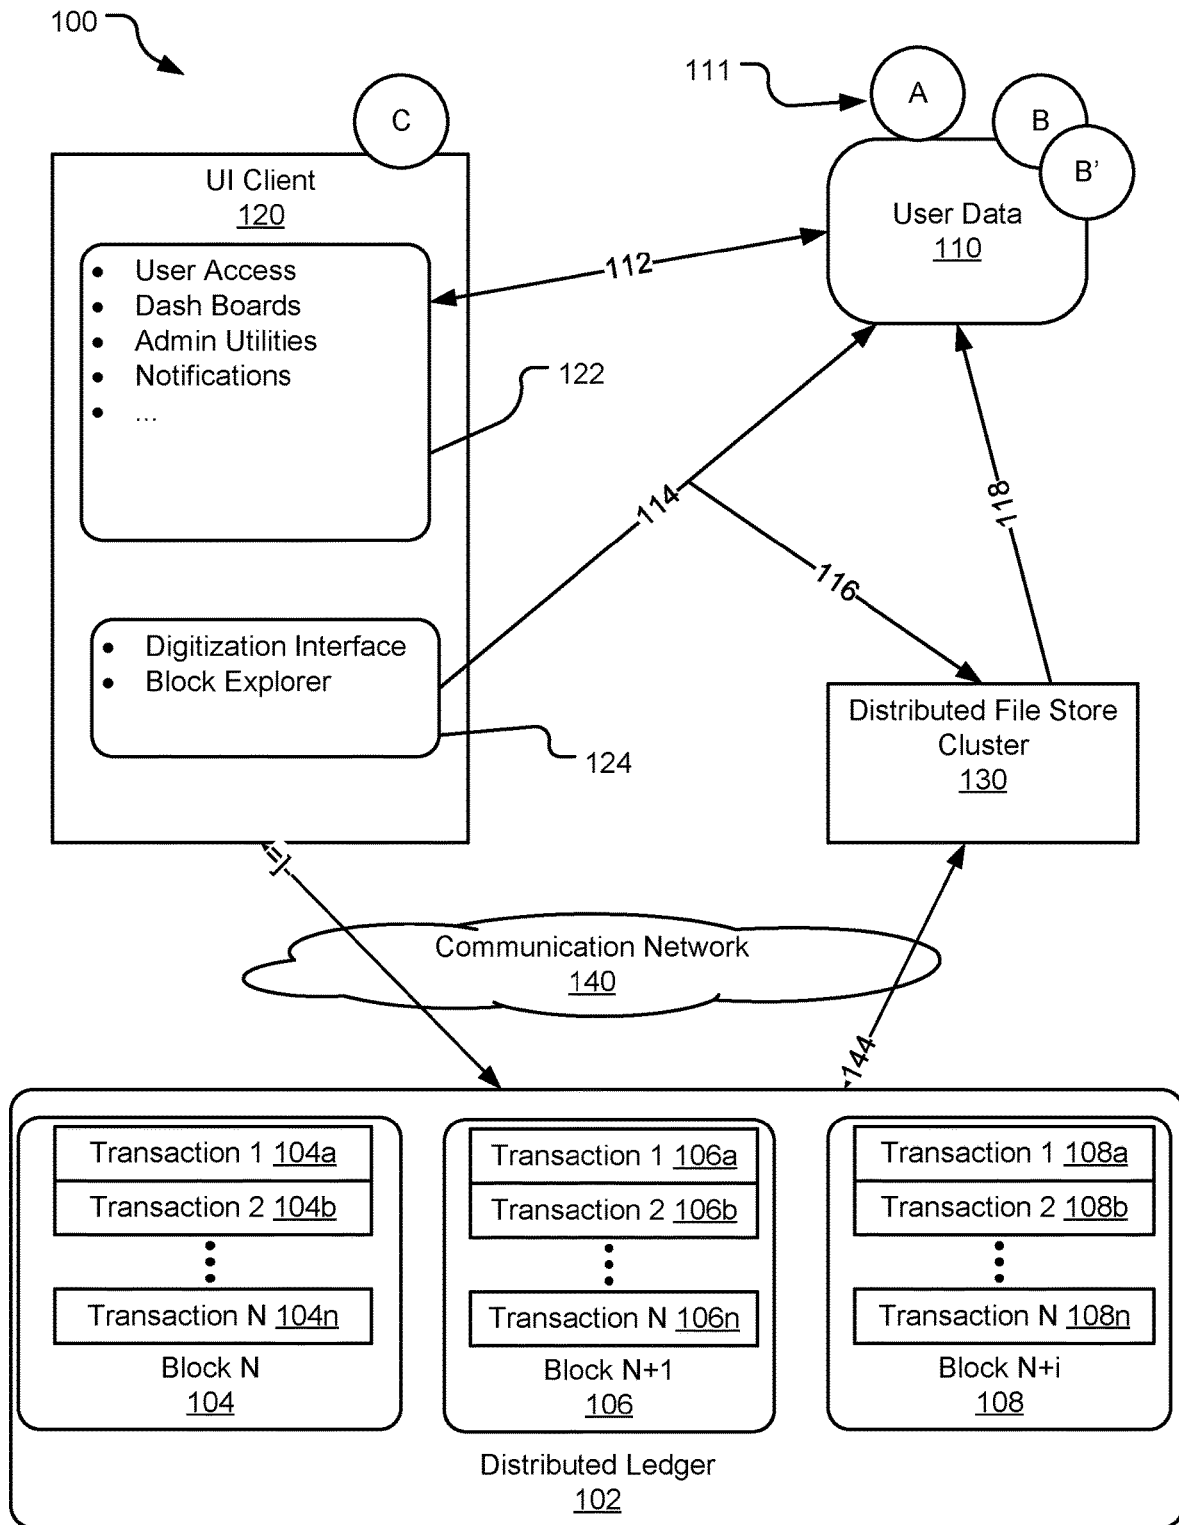 100
111
A
B
B'
C
UI Client
120
User Data
110
• User Access
• Dash Boards
• Admin Utilities
• Notifications
• ...
112
122
114
116
118
• Digitization Interface
• Block Explorer
124
Distributed File Store
Cluster
130
Communication Network
140
144
Transaction 1 104a
Transaction 2 104b
Transaction N 104n
Block N
104
Transaction 1 106a
Transaction 2 106b
Transaction N 106n
Block N+1
106
Transaction 1 108a
Transaction 2 108b
Transaction N 108n
Block N+i
108
Distributed Ledger
102